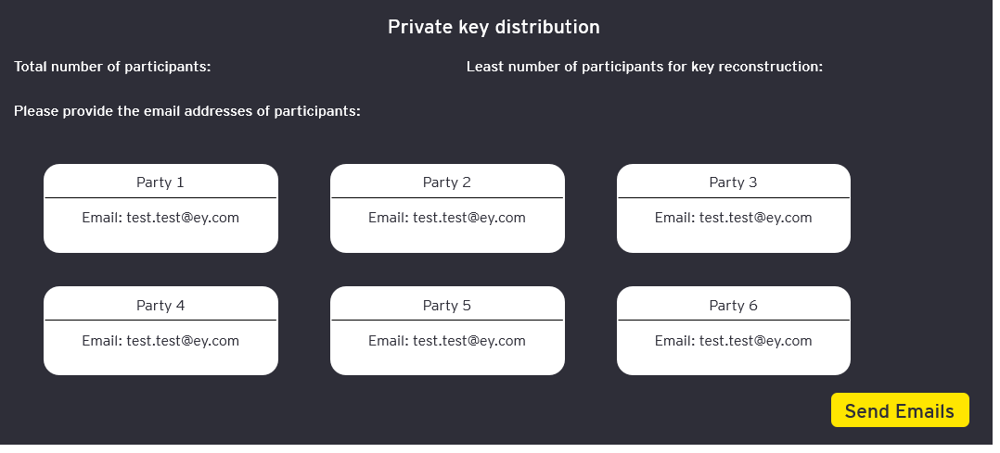 Private key distribution
Total number of participants: Least number of participants for key reconstruction:
Please provide the email addresses of participants:
Party 1 Party 2 Party 3
Email: test.test@ey.com Email: test.test@ey.com Email: test.test@ey.com
Party 4 Party 5 Party 6
Email: test.test@ey.com Email: test.test@ey.com Email: test.test@ey.com
Send Emails